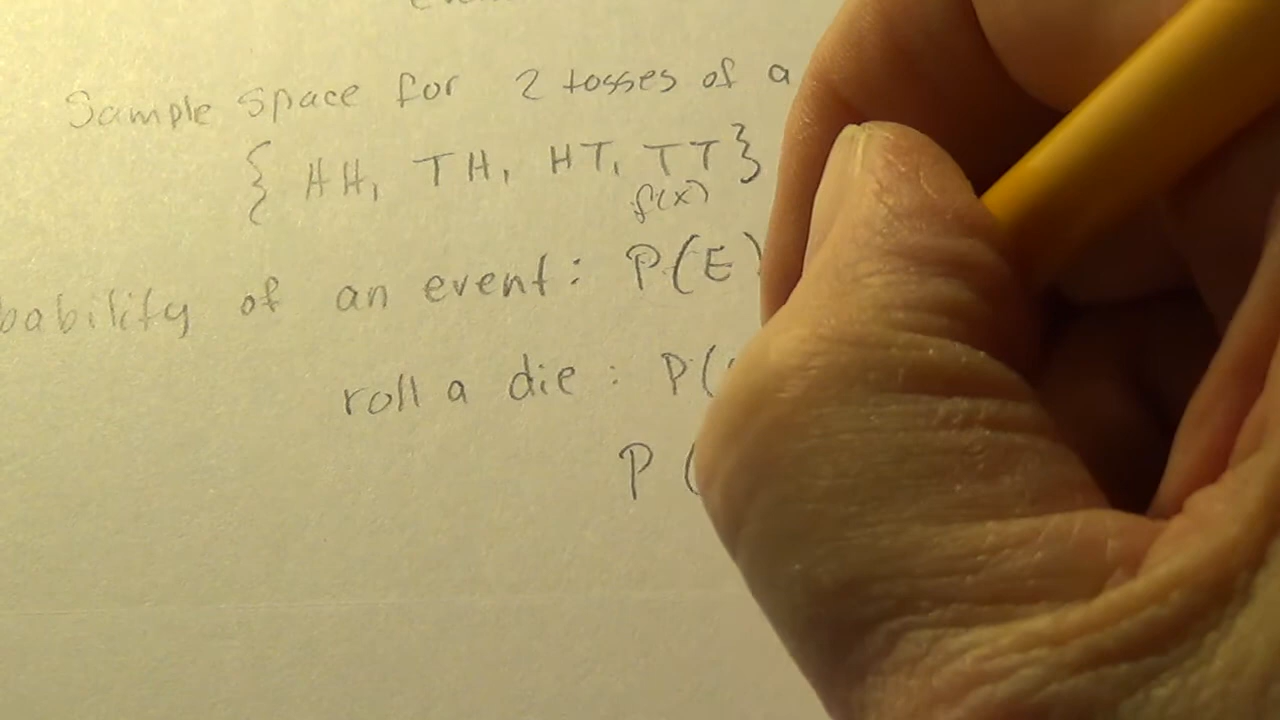 Sample space for 2 tosses of a
{ HH, TH, HT, TT }
f(x)
bability of an event: P(E)
roll a die : P(
P (